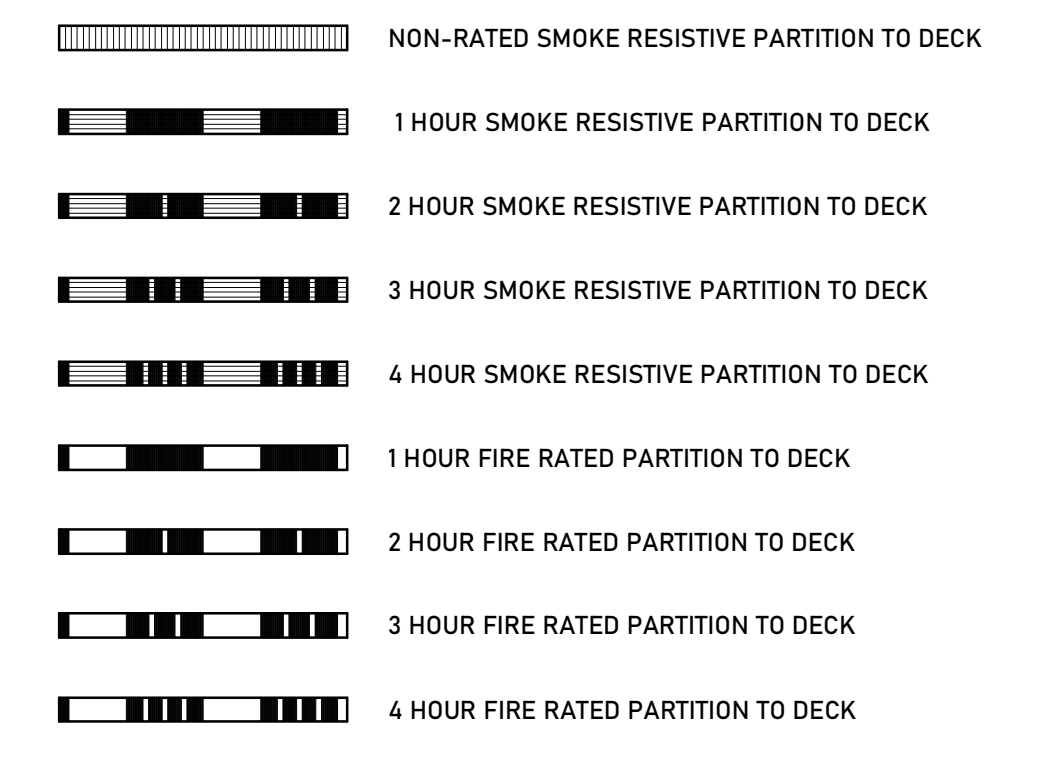 NON-RATED SMOKE RESISTIVE PARTITION TO DECK
1 HOUR SMOKE RESISTIVE PARTITION TO DECK
2 HOUR SMOKE RESISTIVE PARTITION TO DECK
3 HOUR SMOKE RESISTIVE PARTITION TO DECK
4 HOUR SMOKE RESISTIVE PARTITION TO DECK
1 HOUR FIRE RATED PARTITION TO DECK
2 HOUR FIRE RATED PARTITION TO DECK
3 HOUR FIRE RATED PARTITION TO DECK
4 HOUR FIRE RATED PARTITION TO DECK